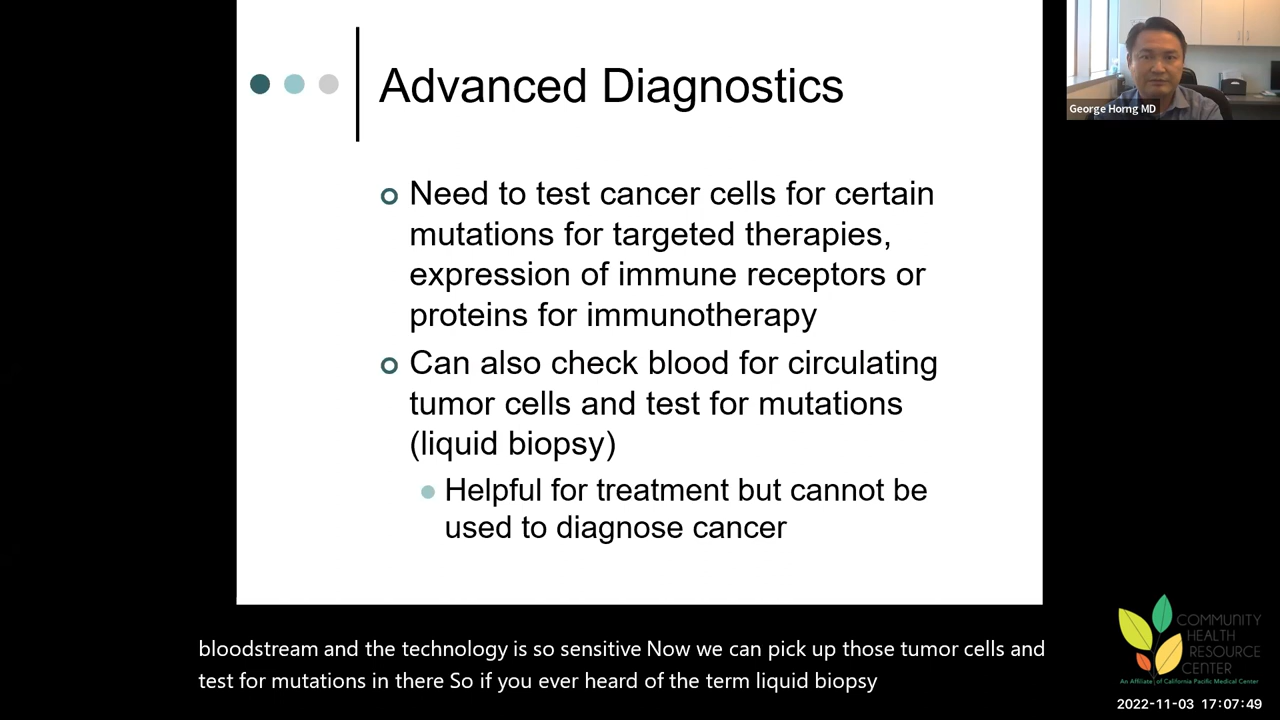 Advanced Diagnostics
George Horng MD
Need to test cancer cells for certain
mutations for targeted therapies,
expression of immune receptors or
proteins for immunotherapy
Can also check blood for circulating
tumor cells and test for mutations
(liquid biopsy)
Helpful for treatment but cannot be
used to diagnose cancer
bloodstream and the technology is so sensitive Now we can pick up those tumor cells and
test for mutations in there So if you ever heard of the term liquid biopsy
COMMUNITY
HEALTH
RESOURCE
CENTER
An Affiliate of California Pacific Medical Center
2022-11-03 17:07:49